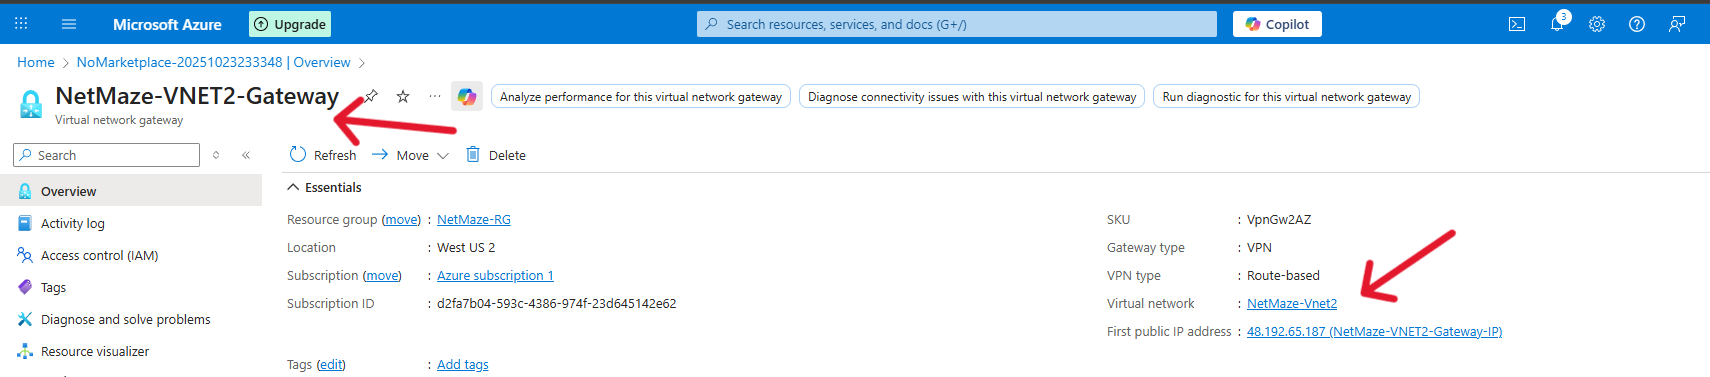 Microsoft Azure
Upgrade
Search resources, services, and docs (G+/)
Copilot
3
Home > NoMarketplace-20251023233348 | Overview >
NetMaze-VNET2-Gateway
Analyze performance for this virtual network gateway
Diagnose connectivity issues with this virtual network gateway
Run diagnostic for this virtual network gateway
Virtual network gateway
Search
Refresh
Move
Delete
Overview
Activity log
Access control (IAM)
Tags
Diagnose and solve problems
Resource visualizer
Essentials
Resource group (move) : NetMaze-RG
Location : West US 2
Subscription (move) : Azure subscription 1
Subscription ID : d2fa7b04-593c-4386-974f-23d645142e62
SKU : VpnGw2AZ
Gateway type : VPN
VPN type : Route-based
Virtual network : NetMaze-Vnet2
First public IP address : 48.192.65.187 (NetMaze-VNET2-Gateway-IP)
Tags (edit) : Add tags